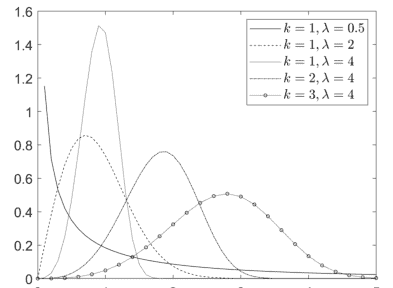 1.6
1.4
1.2
1
0.8
0.6
0.4
0.2
0
k = 1, λ = 0.5
k = 1, λ = 2
k = 1, λ = 4
k = 2, λ = 4
k = 3, λ = 4